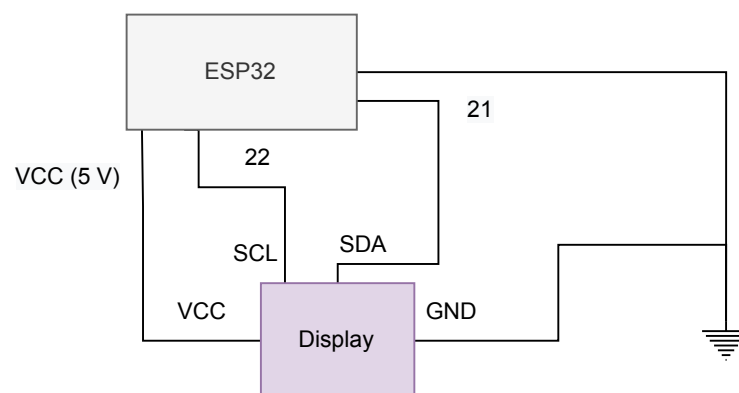 ESP32
21
22
VCC (5 V)
SDA
SCL
VCC
GND
Display